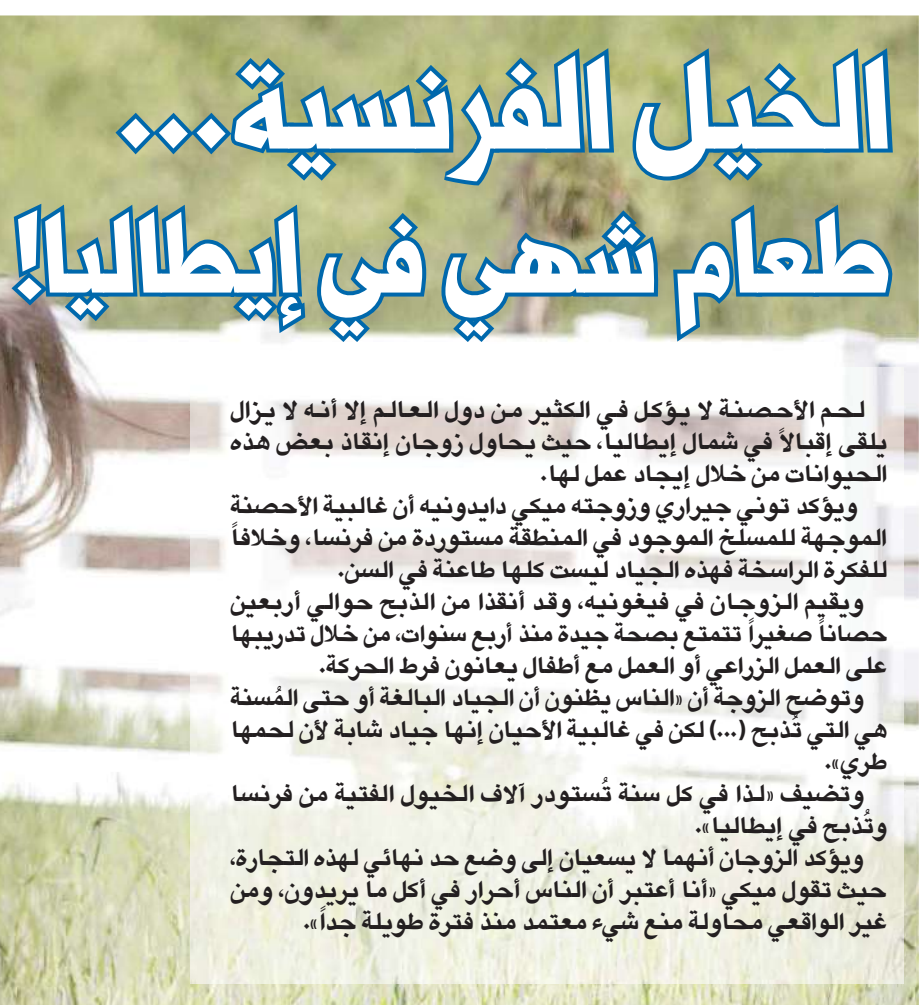 الخيل الفرنسية...
طعام شهي في إيطاليا!
لحم الأحصنة لا يؤكل في الكثير من دول العالم إلا أنه لا يزال
يلقى إقبالاً في شمال إيطاليا، حيث يحاول زوجان إنقاذ بعض هذه
الحيوانات من خلال إيجاد عمل لها.
ويؤكد توني جيراري وزوجته ميكي دايدونيه أن غالبية الأحصنة
الموجهة للمسلخ الموجود في المنطقة مستوردة من فرنسا، وخلافاً
للفكرة الراسخة فهذه الجياد ليست كلها طاعنة في السن.
ويقيم الزوجان في فيغونيه، وقد أنقذا من الذبح حوالي أربعين
حصاناً صغيراً تتمتع بصحة جيدة منذ أربع سنوات، من خلال تدريبها
على العمل الزراعي أو العمل مع أطفال يعانون فرط الحركة.
وتوضح الزوجة أن «الناس يظنون أن الجياد البالغة أو حتى المُسنة
هي التي تُذبح (...) لكن في غالبية الأحيان إنها جياد شابة لأن لحمها
طري».
وتضيف «لذا في كل سنة تُستودر آلاف الخيول الفتية من فرنسا
وتُذبح في إيطاليا».
ويؤكد الزوجان أنهما لا يسعيان إلى وضع حد نهائي لهذه التجارة،
حيث تقول ميكي «أنا أعتبر أن الناس أحرار في أكل ما يريدون، ومن
غير الواقعي محاولة منع شيء معتمد منذ فترة طويلة جداً».